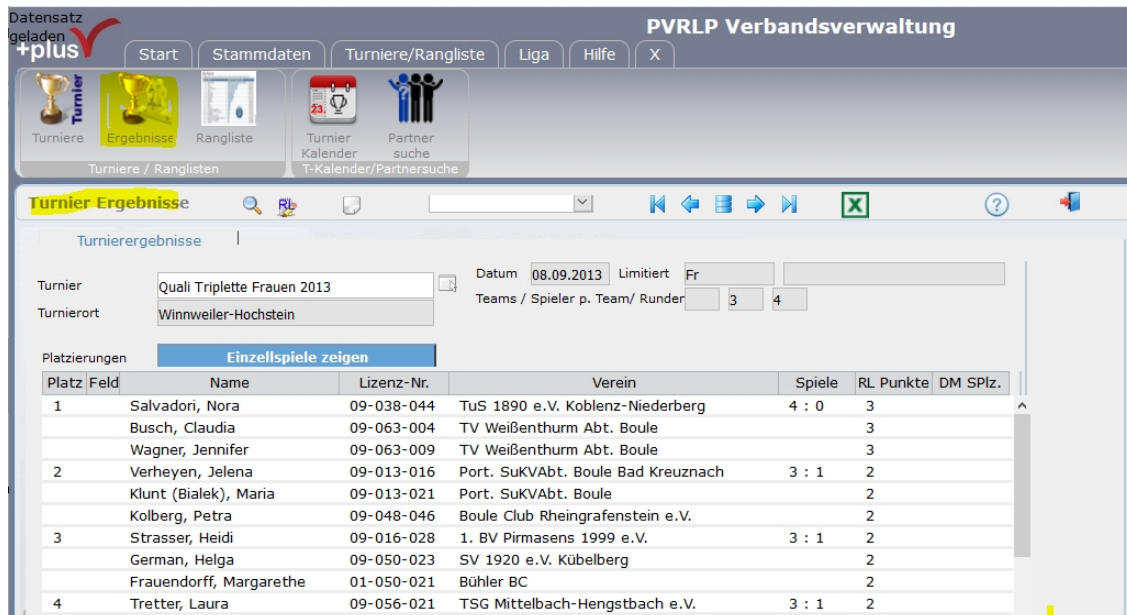 Datensatz
geladen
PVRLP Verbandsverwaltung
+plus
Start Stammdaten Turniere/Rangliste Liga Hilfe X
Turnier
23.
Turniere Ergebnisse Rangliste Turnier Kalender Partner suche
Turniere / Ranglisten T-Kalender/Partnersuche
Turnier Ergebnisse RL X ?
Turnierergebnisse
Turnier Quali Triplette Frauen 2013 Datum 08.09.2013 Limitiert Fr
Teams / Spieler p. Team/ Runder 3 4
Turnierort Winnweiler-Hochstein
Platzierungen Einzellspiele zeigen
Platz Feld Name Lizenz-Nr. Verein Spiele RL Punkte DM SPlz.
1 Salvadori, Nora 09-038-044 TuS 1890 e.V. Koblenz-Niederberg 4 : 0 3
Busch, Claudia 09-063-004 TV Weißenthurm Abt. Boule 3
Wagner, Jennifer 09-063-009 TV Weißenthurm Abt. Boule 3
2 Verheyen, Jelena 09-013-016 Port. SuKVAbt. Boule Bad Kreuznach 3 : 1 2
Klunt (Bialek), Maria 09-013-021 Port. SuKVAbt. Boule 2
Kolberg, Petra 09-048-046 Boule Club Rheingrafenstein e.V. 2
3 Strasser, Heidi 09-016-028 1. BV Pirmasens 1999 e.V. 3 : 1 2
German, Helga 09-050-023 SV 1920 e.V. Kübelberg 2
Frauendorff, Margarethe 01-050-021 Bühler BC 2
4 Tretter, Laura 09-056-021 TSG Mittelbach-Hengstbach e.V. 3 : 1 2